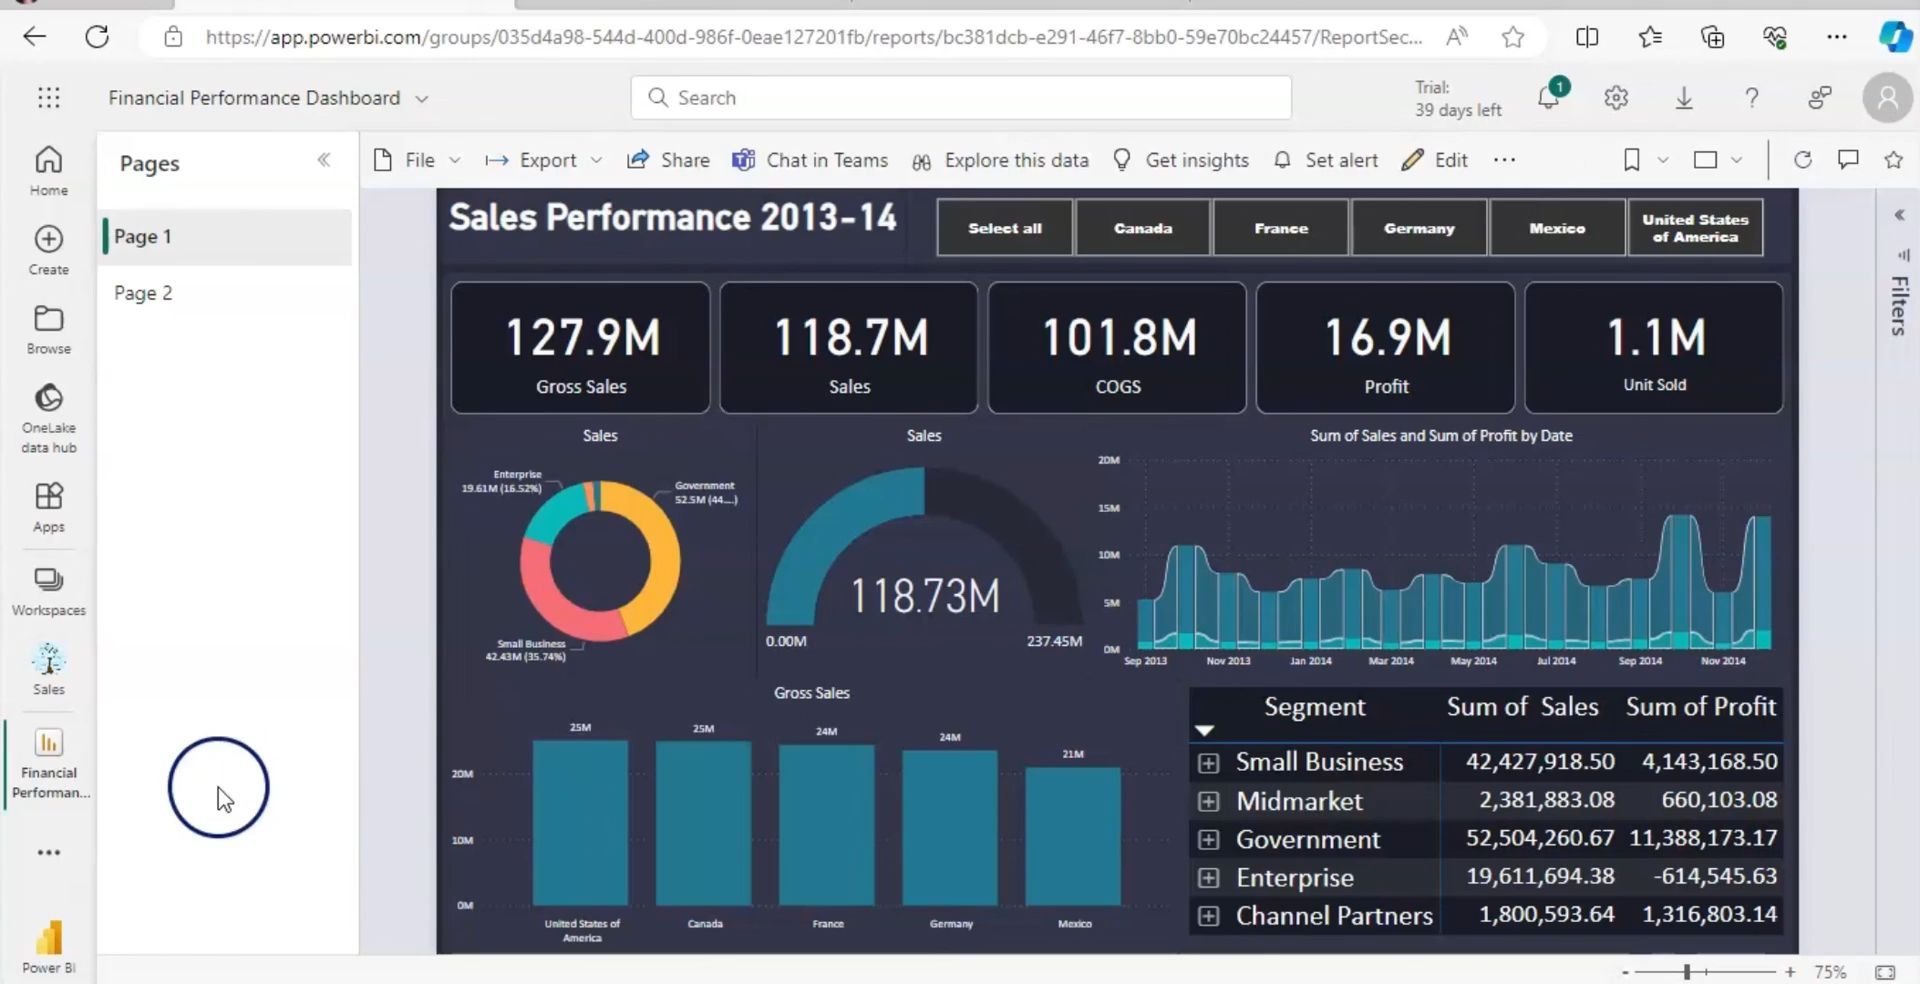 https://app.powerbi.com/groups/035d4a98-544d-400d-986f-0eae127201fb/reports/bc381dcb-e291-46f7-8bb0-59e70bc24457/ReportSec...
Financial Performance Dashboard
Search
Trial:
39 days left
1
Home
Create
Browse
OneLake
data hub
Apps
Workspaces
Sales
Financial
Performan...
Power BI
Pages
Page 1
Page 2
File
Export
Share
Chat in Teams
Explore this data
Get insights
Set alert
Edit
Filters
Sales Performance 2013-14
Select all
Canada
France
Germany
Mexico
United States
of America
127.9M
Gross Sales
118.7M
Sales
101.8M
COGS
16.9M
Profit
1.1M
Unit Sold
Sales
Enterprise
19.61M (16.52%)
Government
52.5M (44....)
Small Business
42.43M (35.74%)
Sales
118.73M
0.00M
237.45M
Sum of Sales and Sum of Profit by Date
20M
15M
10M
5M
0M
Sep 2013
Nov 2013
Jan 2014
Mar 2014
May 2014
Jul 2014
Sep 2014
Nov 2014
Gross Sales
25M
25M
24M
24M
21M
20M
10M
0M
United States of
America
Canada
France
Germany
Mexico
Segment Sum of Sales Sum of Profit
Small Business 42,427,918.50 4,143,168.50
Midmarket 2,381,883.08 660,103.08
Government 52,504,260.67 11,388,173.17
Enterprise 19,611,694.38 -614,545.63
Channel Partners 1,800,593.64 1,316,803.14
75%